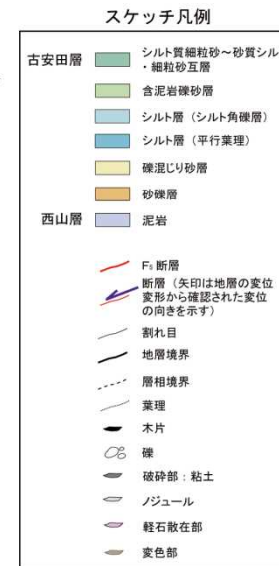 スケッチ凡例
古安田層 シルト質細粒砂～砂質シルト
・細粒砂互層
含泥岩礫砂層
シルト層（シルト角礫層）
シルト層（平行葉理）
礫混じり砂層
砂礫層
西山層 泥岩
F₅ 断層
断層（矢印は地層の変位
変形から確認された変位
の向きを示す）
割れ目
地層境界
層相境界
葉理
木片
礫
破砕部：粘土
ノジュール
軽石散在部
変色部